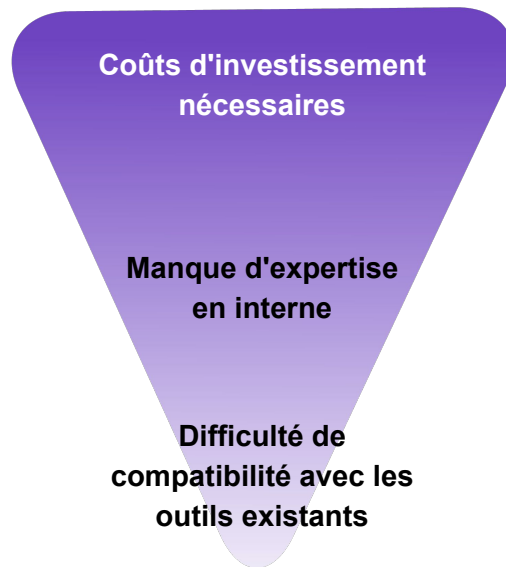 Coûts d'investissement
nécessaires
Manque d'expertise
en interne
Difficulté de
compatibilité avec les
outils existants